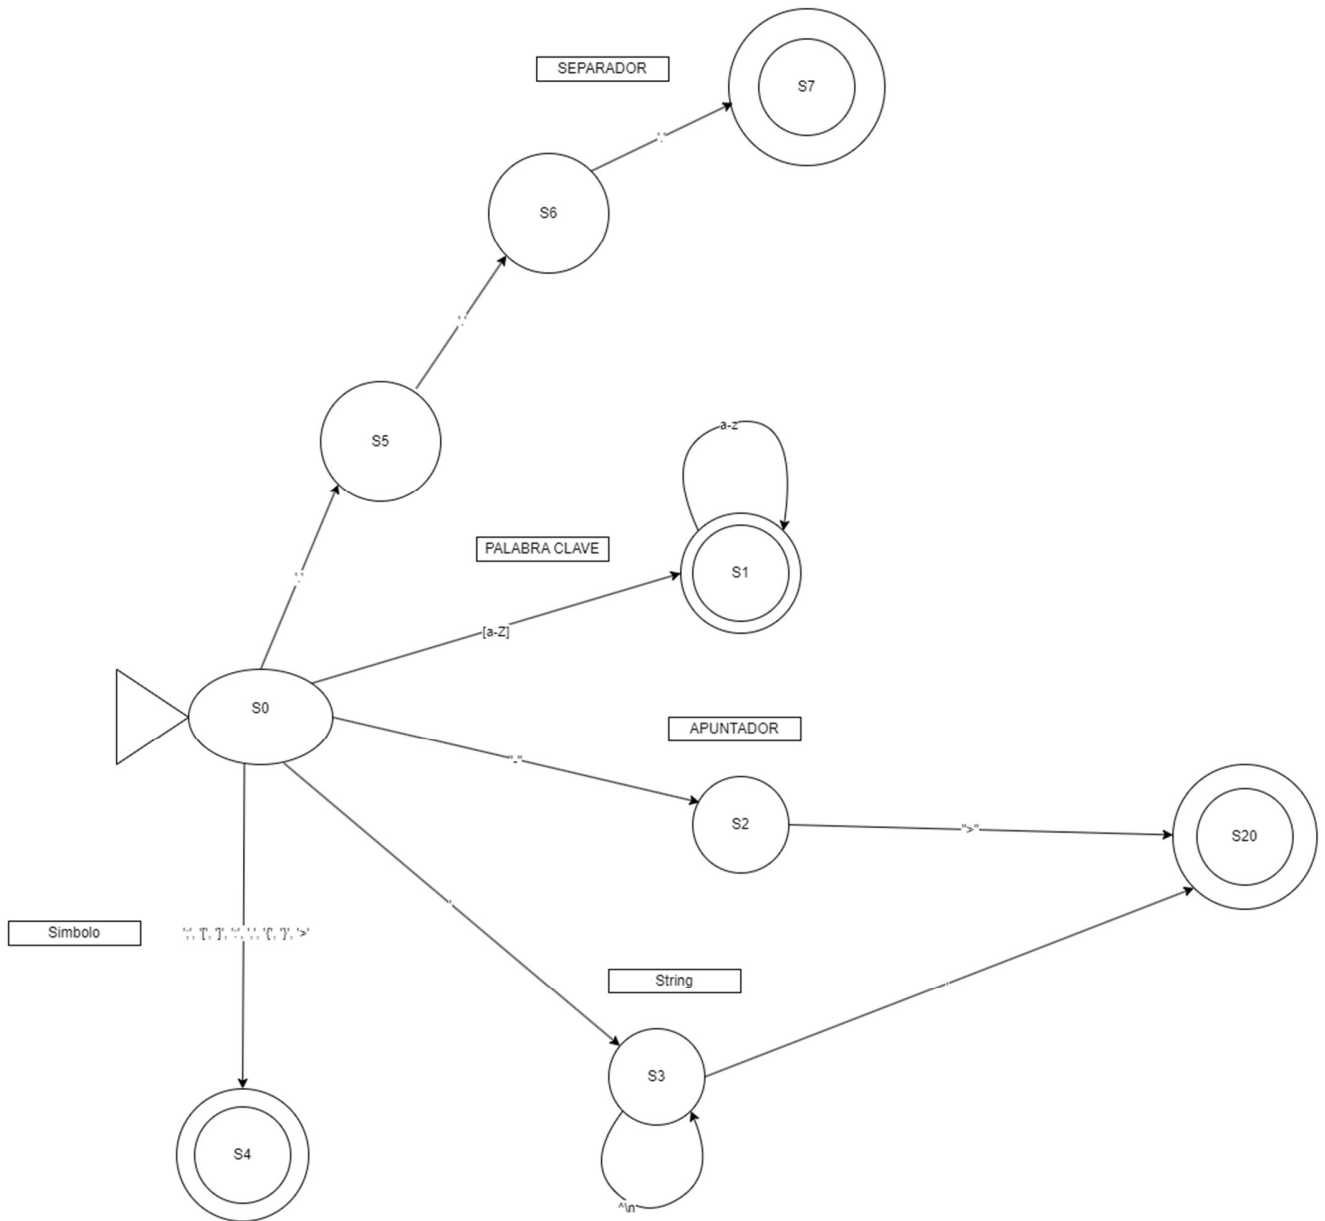 SEPARADOR
S7
S6
S5
a-z
PALABRA CLAVE
S1
[a-Z]
S0
APUNTADOR
"-"
S2
">"
S20
Simbolo
String
S3
S4
^\n